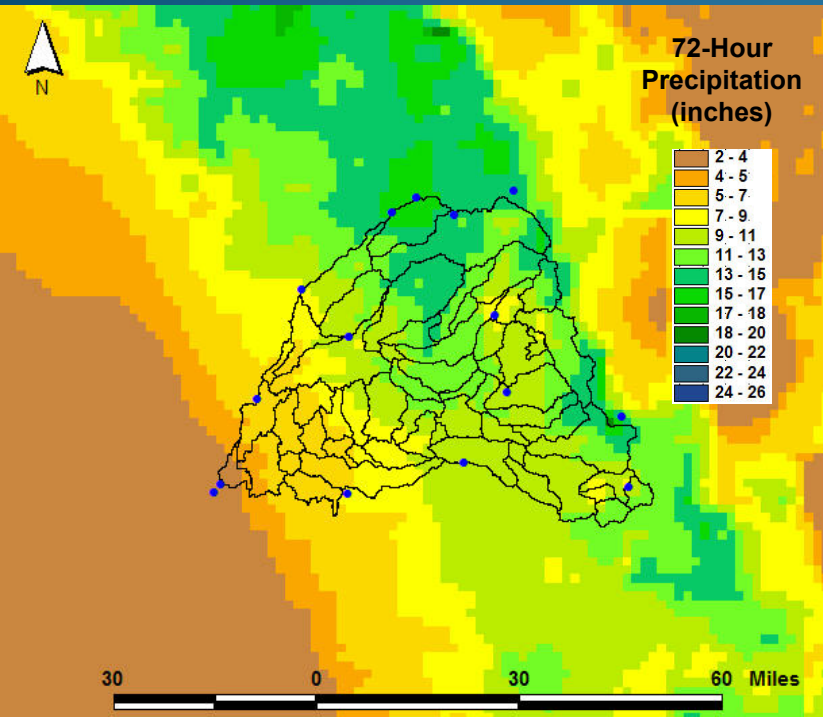 N
72-Hour
Precipitation
(inches)
2 - 4
4 - 5
5 - 7
7 - 9
9 - 11
11 - 13
13 - 15
15 - 17
17 - 18
18 - 20
20 - 22
22 - 24
24 - 26
30 0 30 60 Miles